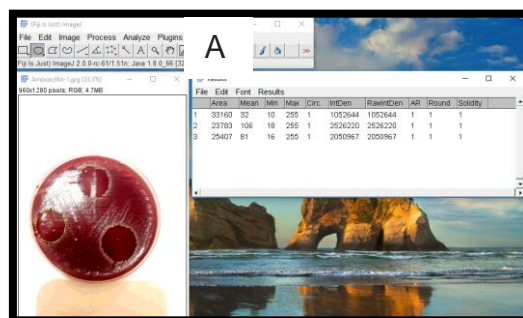 (Fiji Is Just) ImageJ
File Edit Image Process Analyze Plugins
A
Fiji Is Just) ImageJ 2.0.0-rc-61/1.51n; Java 1.8.0_66 [32
Amoxacillin-1.jpg (33.3%)
960x1280 pixels; RGB; 4.7MB
File Edit Font Results
Area Mean Min Max Circ. IntDen RawIntDen AR Round Solidity
1 33160 32 10 255 1 1052644 1052644 1 1 1
2 23783 106 18 255 1 2526220 2526220 1 1 1
3 25407 81 16 255 1 2050967 2050967 1 1 1